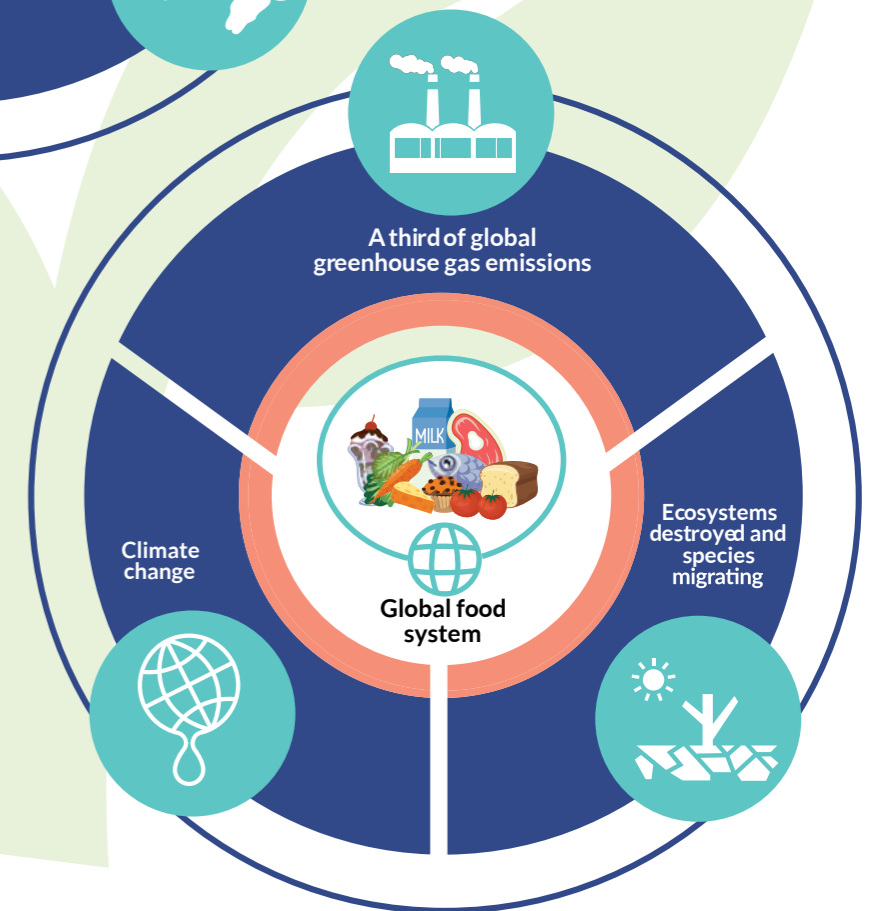 A third of global
greenhouse gas emissions
MILK
Climate
change
Ecosystems
destroyed and
species
migrating
Global food
system